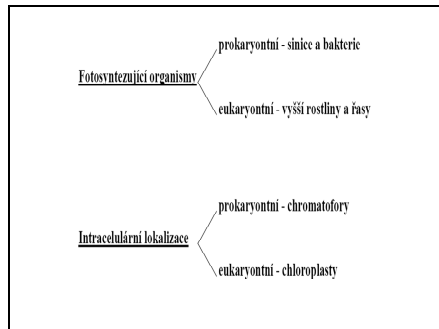 prokaryontní - sinice a bakterie
Fotosyntezující organismy
eukaryontní - vyšší rostliny a řasy
prokaryontní - chromatofory
Intracelulární lokalizace
eukaryontní - chloroplasty